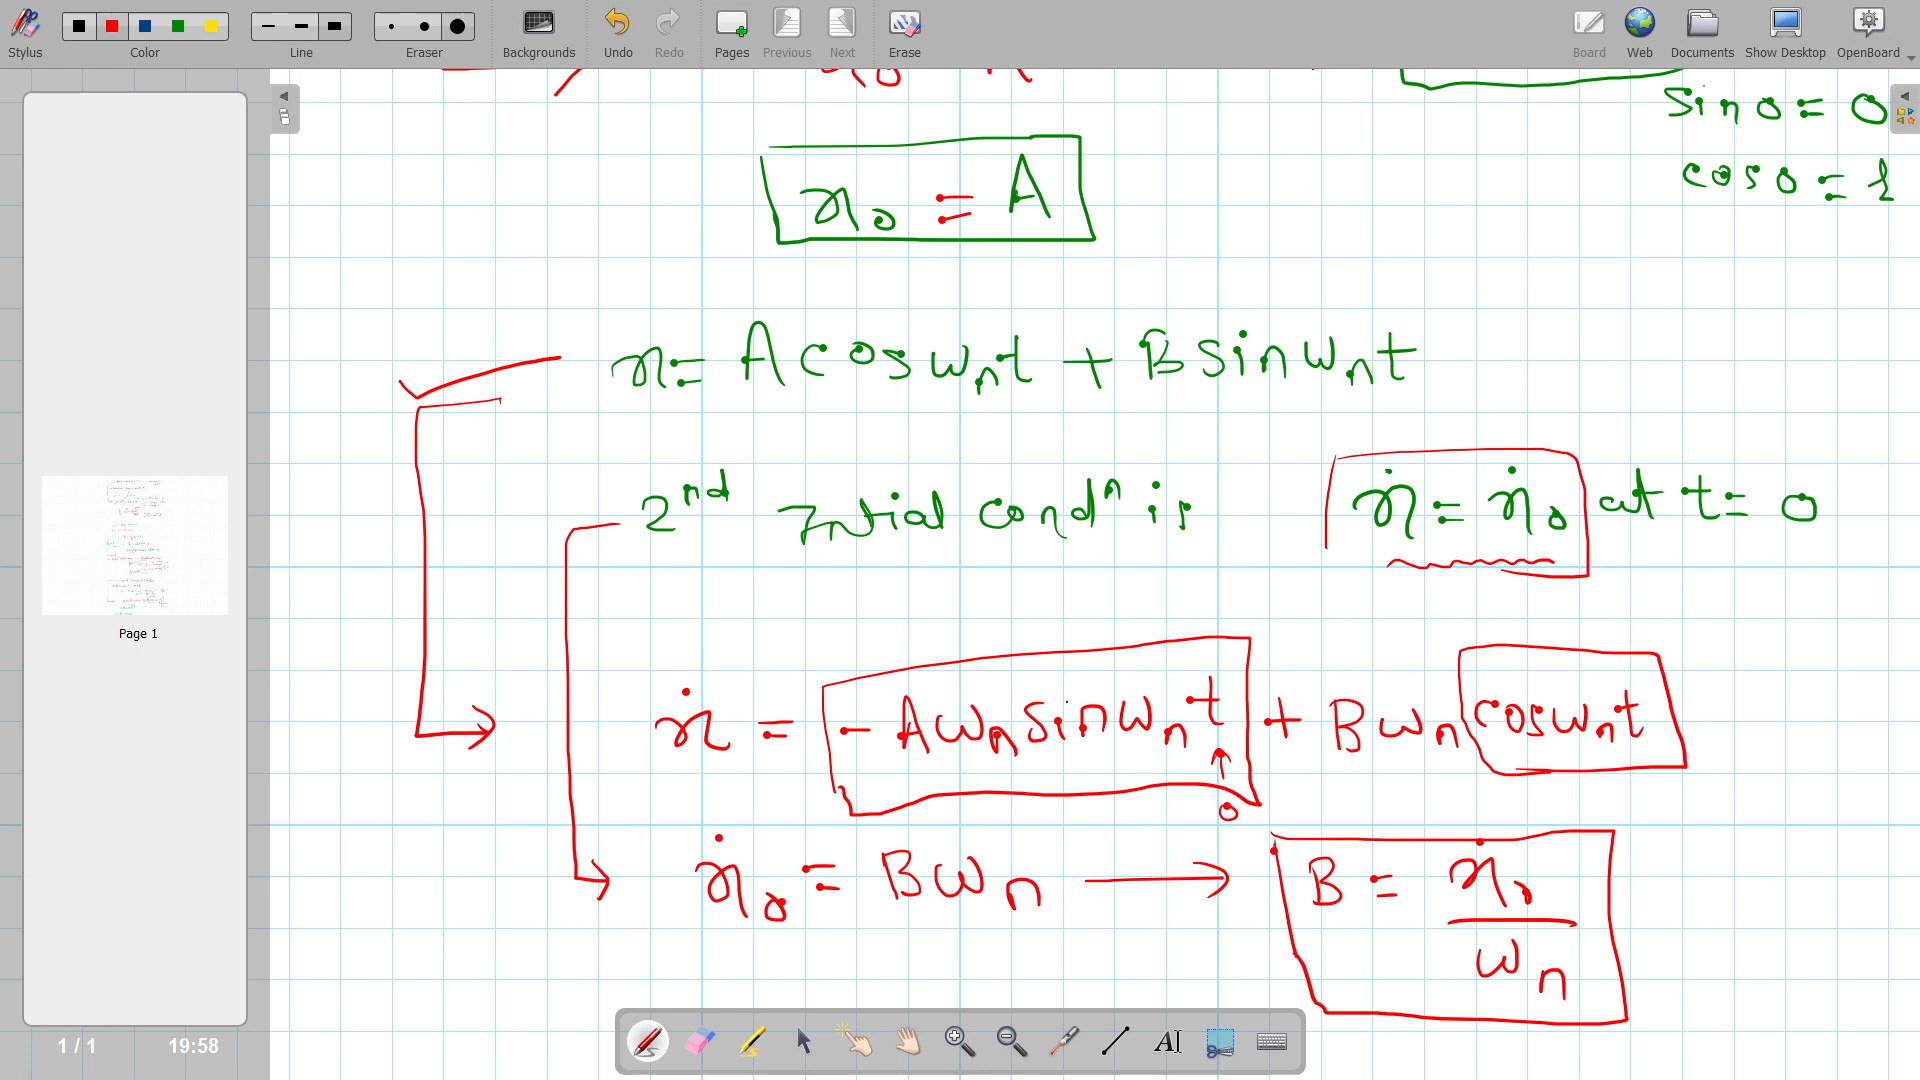 Stylus Color Line Eraser Backgrounds Undo Redo Pages Previous Next Erase Board Web Documents Show Desktop OpenBoard
sin 0 = 0
cos 0 = 1
x₀ = A
x = A cos ωₙt + B sin ωₙt
2ⁿᵈ Initial condⁿ is ẋ = ẋ₀ at t = 0
ẋ = - Aωₙ sin ωₙt + Bωₙ cos ωₙt
0
ẋ₀ = Bωₙ → B = ẋ₀ / ωₙ
Page 1
1 / 1 19:58